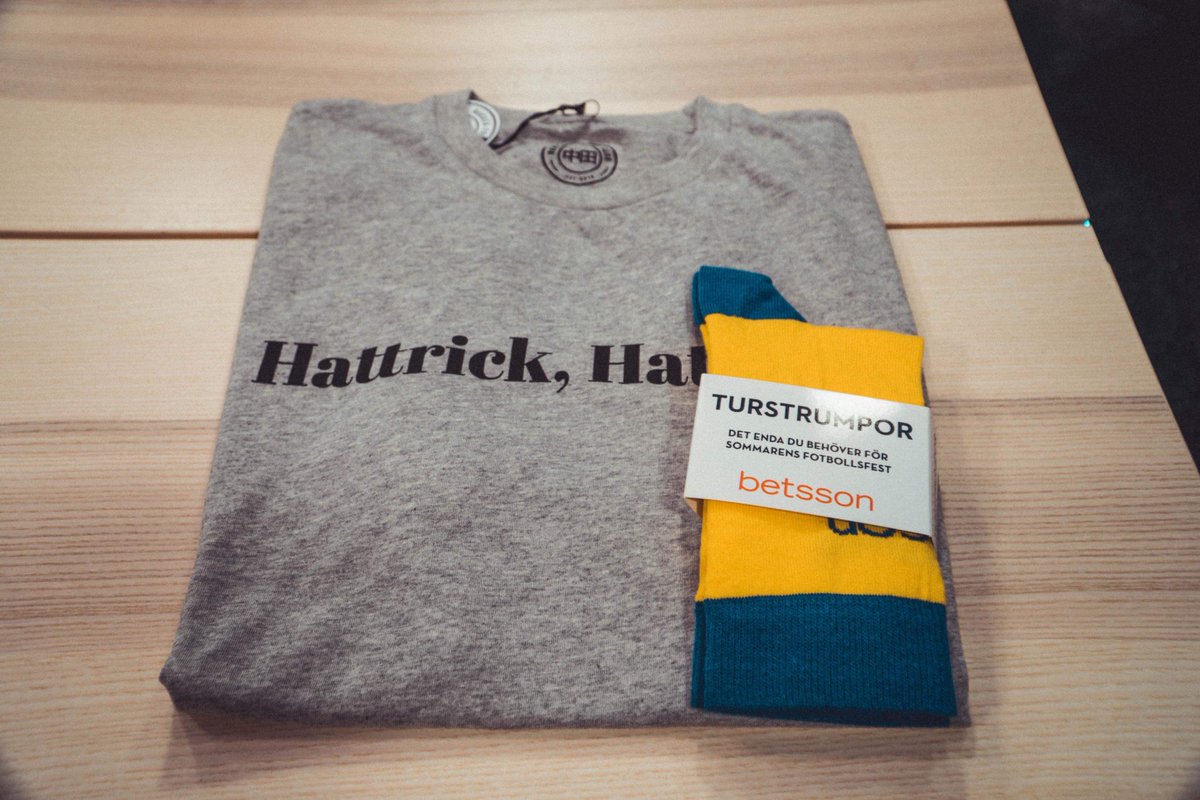 Hattrick, Hat
TURSTRUMPOR
DET ENDA DU BEHÖVER FÖR
SOMMARENS FOTBOLLSFEST
betsson